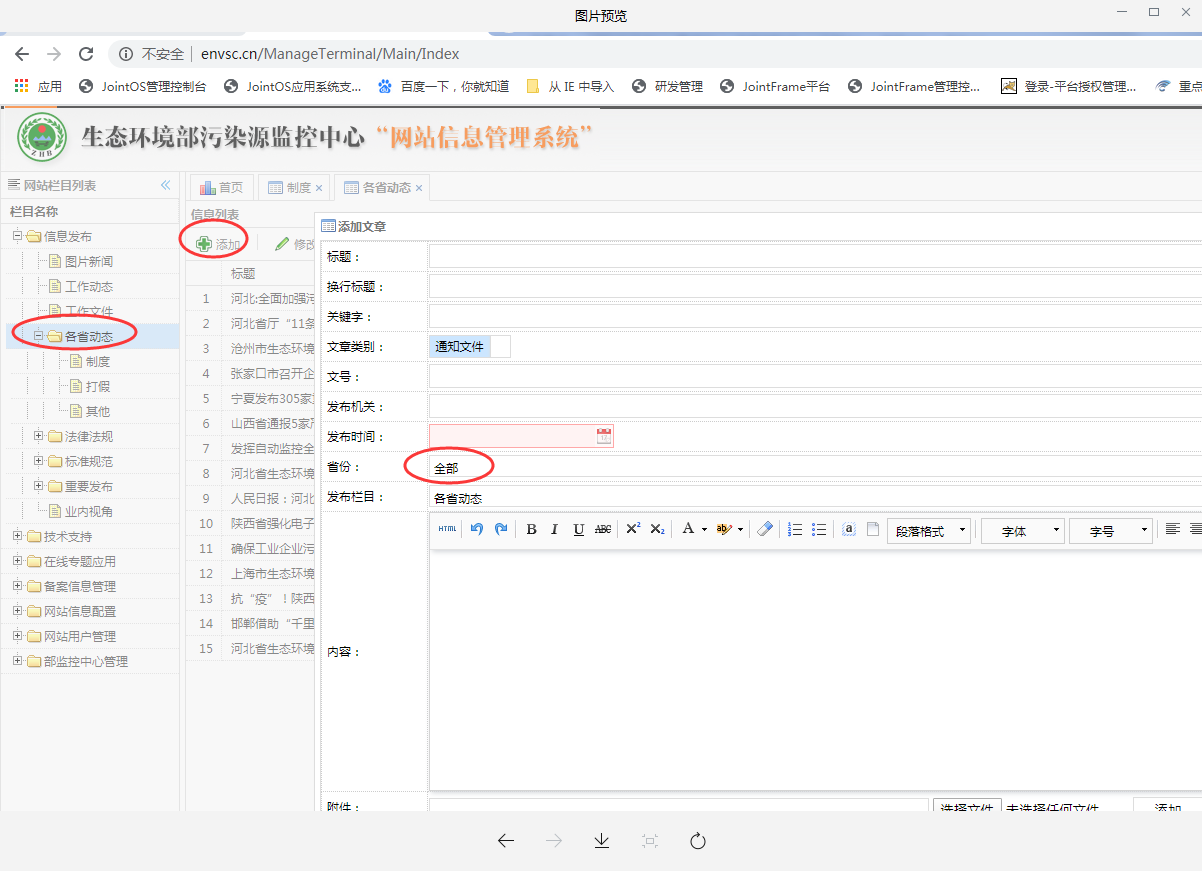 图片预览
不安全 envsc.cn/ManageTerminal/Main/Index
应用 JointOS管理控制台 JointOS应用系统支... 百度一下，你就知道 从 IE 中导入 研发管理 JointFrame平台 JointFrame管理控... 登录-平台授权管理... 重点
生态环境部污染源监控中心“网站信息管理系统”
网站栏目列表
栏目名称
信息发布
图片新闻
工作动态
工作文件
各省动态
制度
打假
其他
法律法规
标准规范
重要发布
业内视角
技术支持
在线专题应用
备案信息管理
网站信息配置
网站用户管理
部监控中心管理
首页 制度 × 各省动态 ×
信息列表
添加 修改
标题
1 河北:全面加强污
2 河北省厅“11条
3 沧州市生态环境
4 张家口市召开企
5 宁夏发布305家
6 山西省通报5家
7 发挥自动监控全
8 河北省生态环境
9 人民日报：河北
10 陕西省强化电子
11 确保工业企业污
12 上海市生态环境
13 抗“疫”！陕西
14 邯郸借助“千里
15 河北省生态环境
添加文章
标题：
换行标题：
关键字：
文章类别： 通知文件
文号：
发布机关：
发布时间：
省份： 全部
发布栏目： 各省动态
HTML B I U ABC X² X₂ A ab a 段落格式 字体 字号
内容：
附件： 选择文件 未选择任何文件 添加